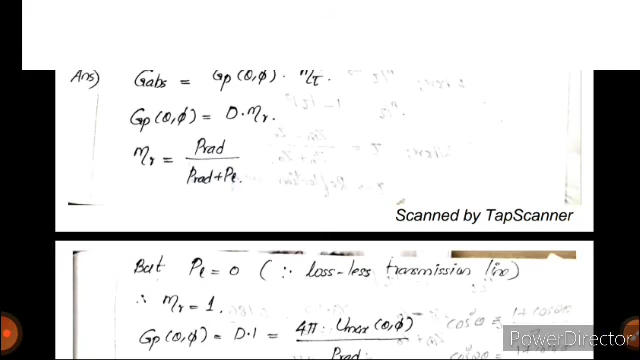 Ans) Gabs = Gp(θ,φ) · ητ.
Gp(θ,φ) = D·ηr.
ηr = Prad / Prad+Pl.
Scanned by TapScanner
But Pl = 0 (∵ loss-less transmission line)
∴ ηr = 1.
Gp(θ,φ) = D·1 = 4π · Umax(θ,φ) / Prad
PowerDirector